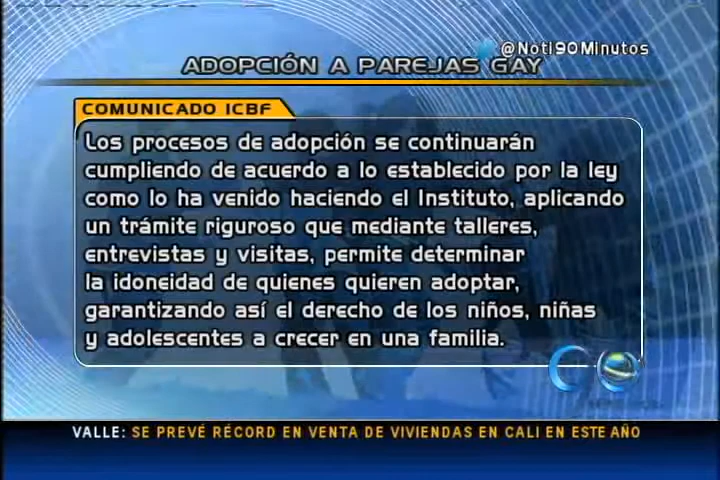 @Noti90Minutos
ADOPCIÓN A PAREJAS GAY
COMUNICADO ICBF
Los procesos de adopción se continuarán
cumpliendo de acuerdo a lo establecido por la ley
como lo ha venido haciendo el Instituto, aplicando
un trámite riguroso que mediante talleres,
entrevistas y visitas, permite determinar
la idoneidad de quienes quieren adoptar,
garantizando así el derecho de los niños, niñas
y adolescentes a crecer en una familia.
VALLE: SE PREVÉ RÉCORD EN VENTA DE VIVIENDAS EN CALI EN ESTE AÑO